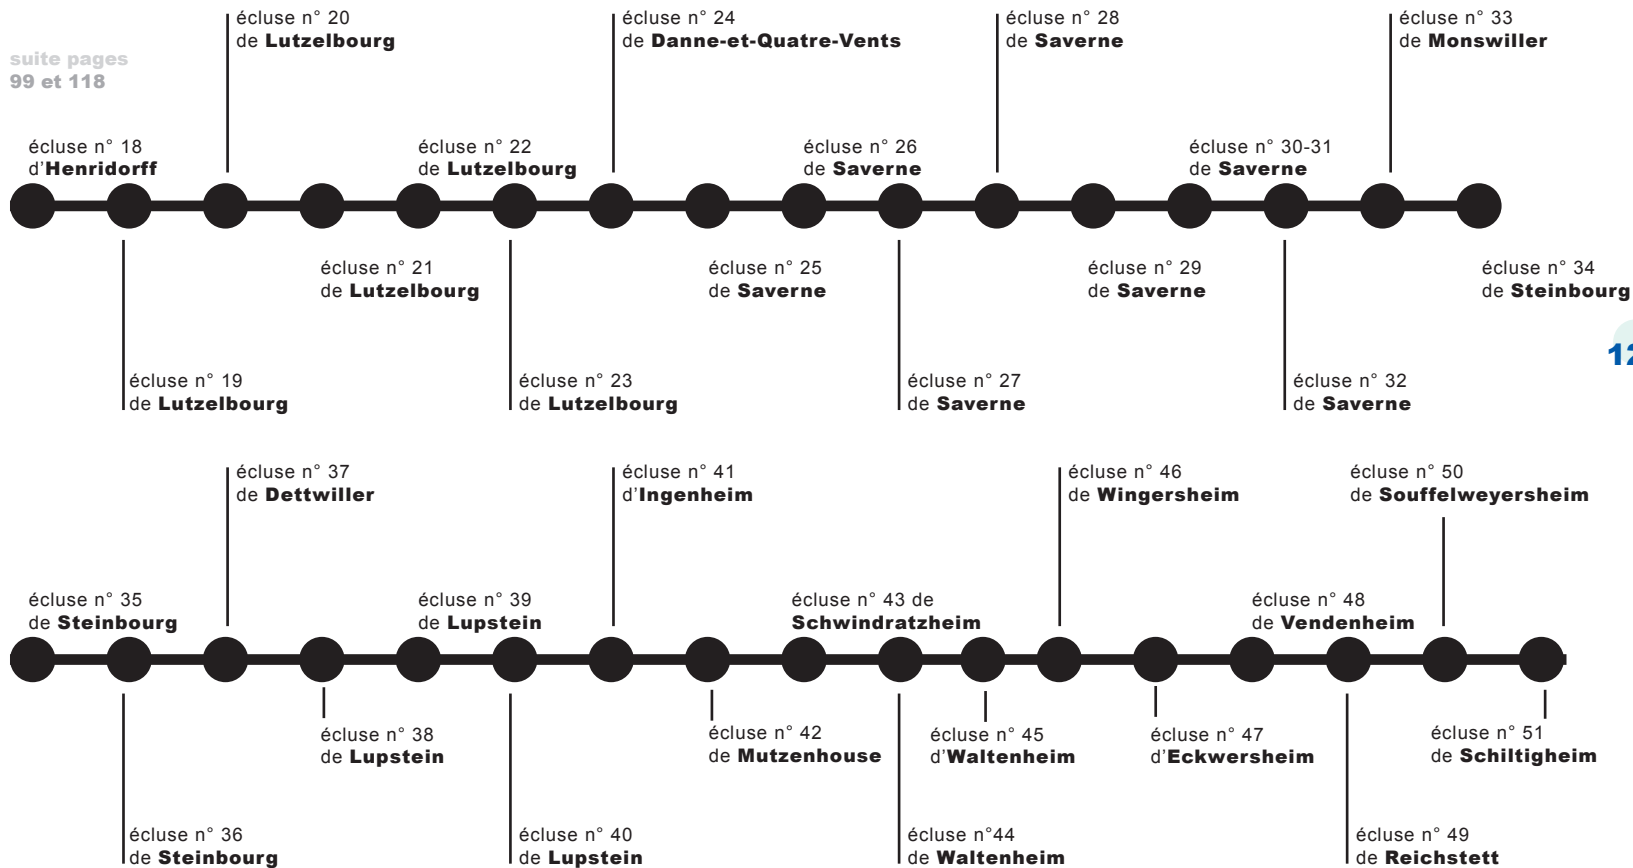 écluse n° 20
de Lutzelbourg
écluse n° 24
de Danne-et-Quatre-Vents
écluse n° 28
de Saverne
écluse n° 33
de Monswiller
suite pages
99 et 118
écluse n° 18
d'Henridorff
écluse n° 22
de Lutzelbourg
écluse n° 26
de Saverne
écluse n° 30-31
de Saverne
écluse n° 21
de Lutzelbourg
écluse n° 25
de Saverne
écluse n° 29
de Saverne
écluse n° 34
de Steinbourg
12
écluse n° 19
de Lutzelbourg
écluse n° 23
de Lutzelbourg
écluse n° 27
de Saverne
écluse n° 32
de Saverne
écluse n° 37
de Dettwiller
écluse n° 41
d'Ingenheim
écluse n° 46
de Wingersheim
écluse n° 50
de Souffelweyersheim
écluse n° 35
de Steinbourg
écluse n° 39
de Lupstein
écluse n° 43 de
Schwindratzheim
écluse n° 48
de Vendenheim
écluse n° 38
de Lupstein
écluse n° 42
de Mutzenhouse
écluse n° 45
d'Waltenheim
écluse n° 47
d'Eckwersheim
écluse n° 51
de Schiltigheim
écluse n° 36
de Steinbourg
écluse n° 40
de Lupstein
écluse n°44
de Waltenheim
écluse n° 49
de Reichstett